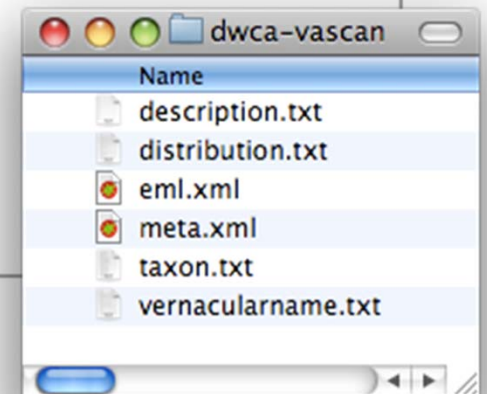 dwca-vascan
Name
description.txt
distribution.txt
eml.xml
meta.xml
taxon.txt
vernacularname.txt